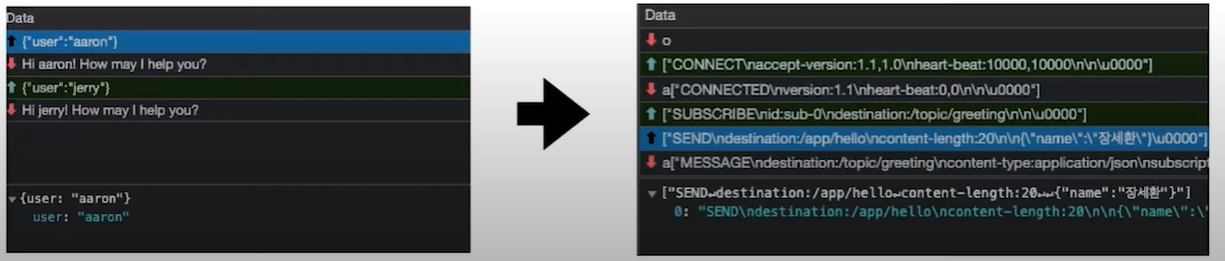 Data
{"user":"aaron"}
Hi aaron! How may I help you?
{"user":"jerry"}
Hi jerry! How may I help you?
{user: "aaron"}
user: "aaron"
Data
o
["CONNECT\naccept-version:1.1,1.0\nheart-beat:10000,10000\n\n\u0000"]
a["CONNECTED\nversion:1.1\nheart-beat:0,0\n\n\u0000"]
["SUBSCRIBE\nid:sub-0\ndestination:/topic/greeting\n\n\u0000"]
["SEND\ndestination:/app/hello\ncontent-length:20\n\n{\"name\":\"장세환\"}\u0000"]
a["MESSAGE\ndestination:/topic/greeting\ncontent-type:application/json\nsubscript
["SEND↵destination:/app/hello↵content-length:20↵↵{"name":"장세환"}"]
0: "SEND\ndestination:/app/hello\ncontent-length:20\n\n{\"name\":\"